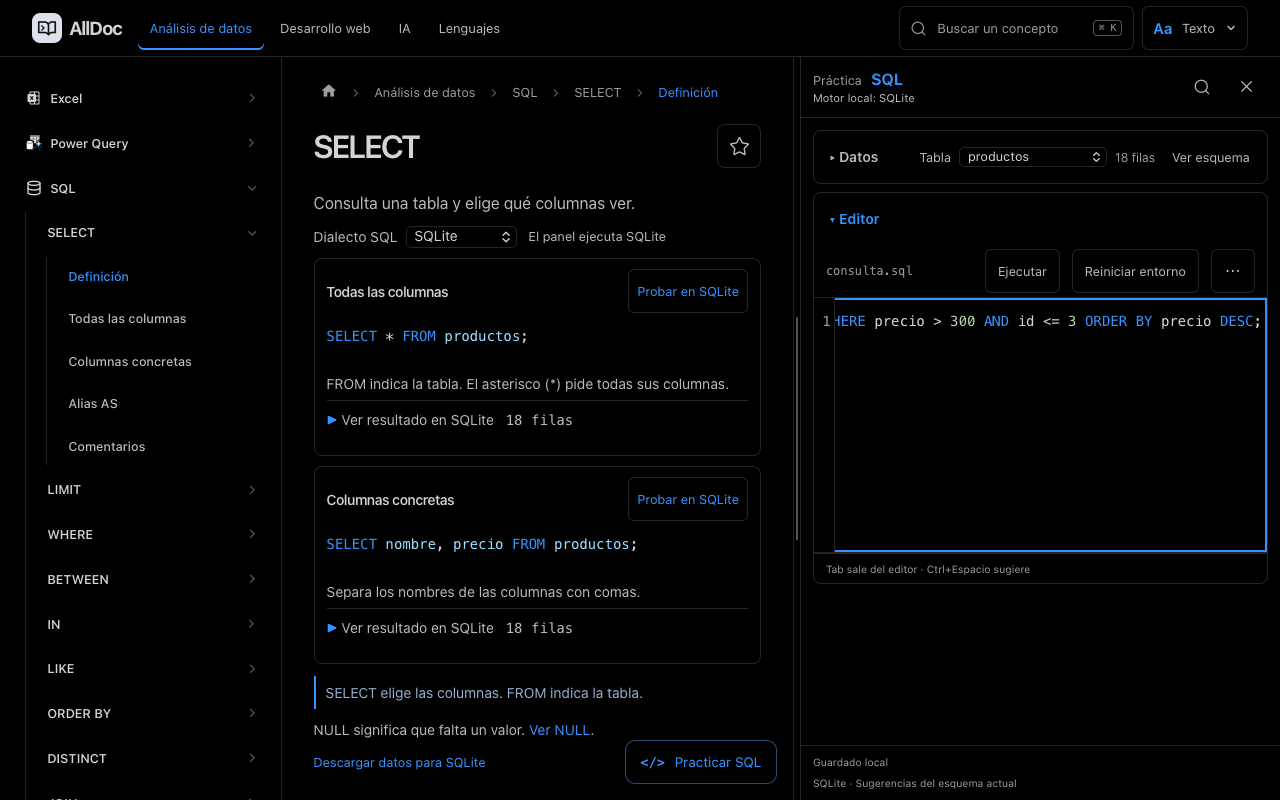 AllDoc Análisis de datos Desarrollo web IA Lenguajes Buscar un concepto ⌘ K Aa Texto
Excel
Power Query
SQL
SELECT
Definición
Todas las columnas
Columnas concretas
Alias AS
Comentarios
LIMIT
WHERE
BETWEEN
IN
LIKE
ORDER BY
DISTINCT
Análisis de datos SQL SELECT Definición
SELECT
Consulta una tabla y elige qué columnas ver.
Dialecto SQL SQLite El panel ejecuta SQLite
Todas las columnas Probar en SQLite
SELECT * FROM productos;
FROM indica la tabla. El asterisco (*) pide todas sus columnas.
Ver resultado en SQLite 18 filas
Columnas concretas Probar en SQLite
SELECT nombre, precio FROM productos;
Separa los nombres de las columnas con comas.
Ver resultado en SQLite 18 filas
SELECT elige las columnas. FROM indica la tabla.
NULL significa que falta un valor. Ver NULL.
Descargar datos para SQLite
</> Practicar SQL
Práctica SQL
Motor local: SQLite
Datos Tabla productos 18 filas Ver esquema
Editor
consulta.sql Ejecutar Reiniciar entorno ···
1 HERE precio > 300 AND id <= 3 ORDER BY precio DESC;
Tab sale del editor · Ctrl+Espacio sugiere
Guardado local
SQLite · Sugerencias del esquema actual